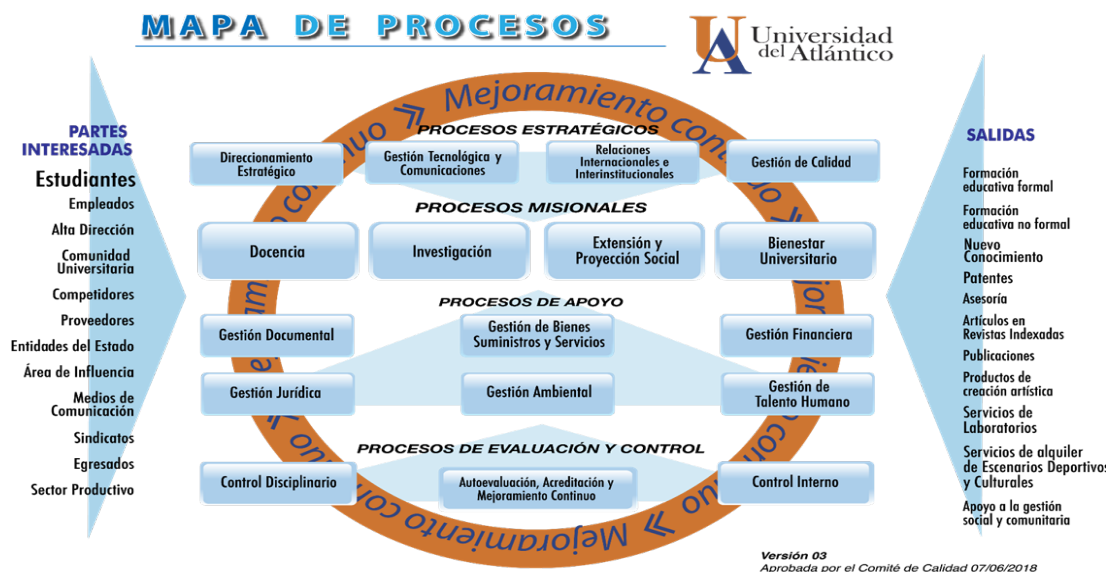 MAPA DE PROCESOS
UA
Universidad
del Atlántico
PARTES
INTERESADAS
Estudiantes
Empleados
Alta Dirección
Comunidad
Universitaria
Competidores
Proveedores
Entidades del Estado
Área de Influencia
Medios de
Comunicación
Sindicatos
Egresados
Sector Productivo
Mejoramiento continuo
Mejoramiento continuo
PROCESOS ESTRATÉGICOS
Direccionamiento
Estratégico
Gestión Tecnológica y
Comunicaciones
Relaciones
Internacionales e
Interinstitucionales
Gestión de Calidad
PROCESOS MISIONALES
Docencia
Investigación
Extensión y
Proyección Social
Bienestar
Universitario
PROCESOS DE APOYO
Gestión Documental
Gestión de Bienes
Suministros y Servicios
Gestión Financiera
Gestión Jurídica
Gestión Ambiental
Gestión de
Talento Humano
PROCESOS DE EVALUACIÓN Y CONTROL
Control Disciplinario
Autoevaluación, Acreditación y
Mejoramiento Continuo
Control Interno
SALIDAS
Formación
educativa formal
Formación
educativa no formal
Nuevo
Conocimiento
Patentes
Asesoría
Artículos en
Revistas Indexadas
Publicaciones
Productos de
creación artística
Servicios de
Laboratorios
Servicios de alquiler
de Escenarios Deportivos
y Culturales
Apoyo a la gestión
social y comunitaria
Versión 03
Aprobada por el Comité de Calidad 07/06/2018